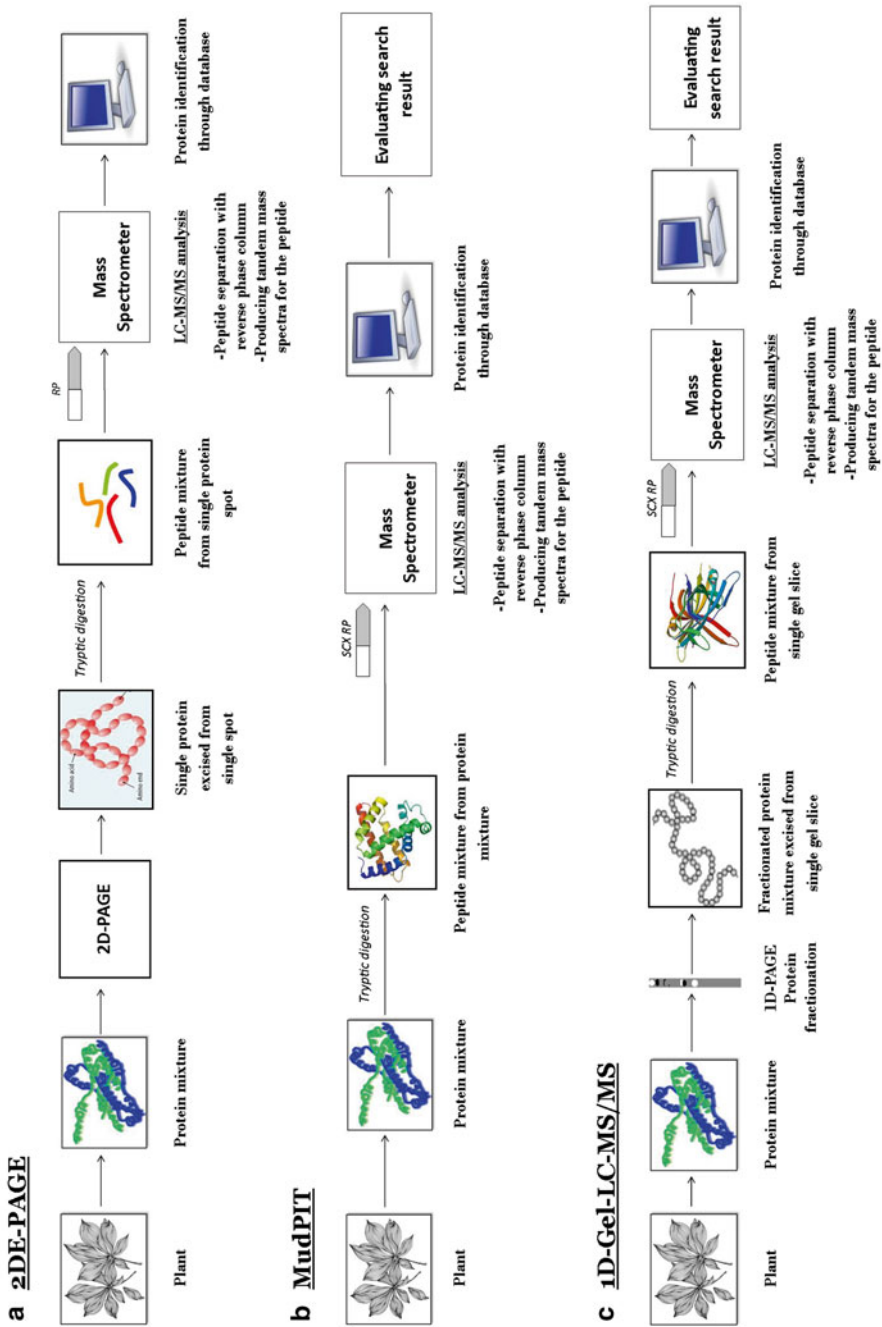 a 2DE-PAGE
Plant
Protein mixture
2D-PAGE
Amino acid
Amino end
Single protein
excised from
single spot
Tryptic digestion
Peptide mixture
from single protein
spot
RP
Mass
Spectrometer
LC-MS/MS analysis
-Peptide separation with
reverse phase column
-Producing tandem mass
spectra for the peptide
Protein identification
through database
b MudPIT
Plant
Protein mixture
Tryptic digestion
Peptide mixture from protein
mixture
SCX RP
Mass
Spectrometer
LC-MS/MS analysis
-Peptide separation with
reverse phase column
-Producing tandem mass
spectra for the peptide
Protein identification
through database
Evaluating search
result
c 1D-Gel-LC-MS/MS
Plant
Protein mixture
1D-PAGE
Protein
fractionation
Fractionated protein
mixture excised from
single gel slice
Tryptic digestion
Peptide mixture from
single gel slice
SCX RP
Mass
Spectrometer
LC-MS/MS analysis
-Peptide separation with
reverse phase column
-Producing tandem mass
spectra for the peptide
Protein identification
through database
Evaluating
search result